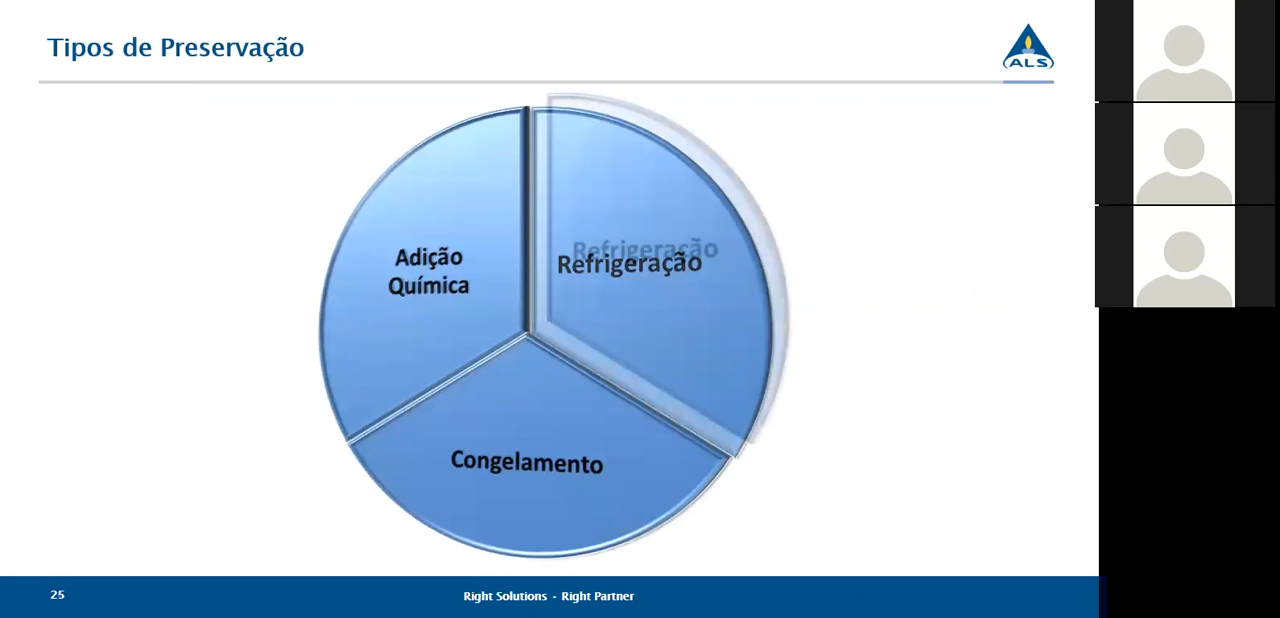 Tipos de Preservação
ALS
Adição
Química
Refrigeração
Refrigeração
Congelamento
25
Right Solutions - Right Partner